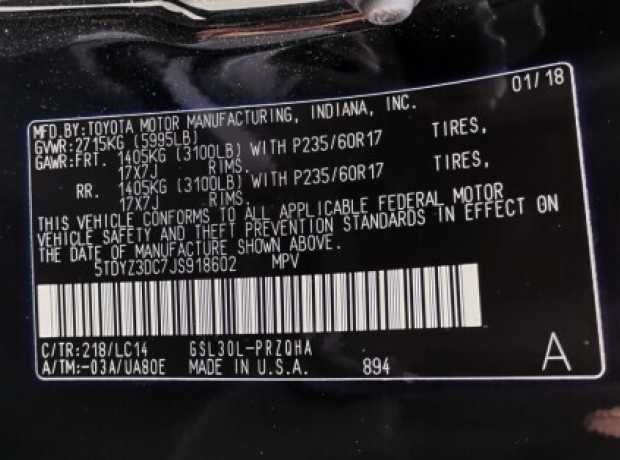 01/18
MFD.BY:TOYOTA MOTOR MANUFACTURING, INDIANA, INC.
GVWR:2715KG (5995LB)
GAWR:FRT. 1405KG (3100LB) WITH P235/60R17 TIRES,
17X7J RIMS.
RR. 1405KG (3100LB) WITH P235/60R17 TIRES,
17X7J RIMS.
THIS VEHICLE CONFORMS TO ALL APPLICABLE FEDERAL MOTOR
VEHICLE SAFETY AND THEFT PREVENTION STANDARDS IN EFFECT ON
THE DATE OF MANUFACTURE SHOWN ABOVE.
5TDYZ3DC7JS918602 MPV
C/TR:218/LC14 GSL30L-PRZQHA
A/TM:-03A/UA80E MADE IN U.S.A. 894 A